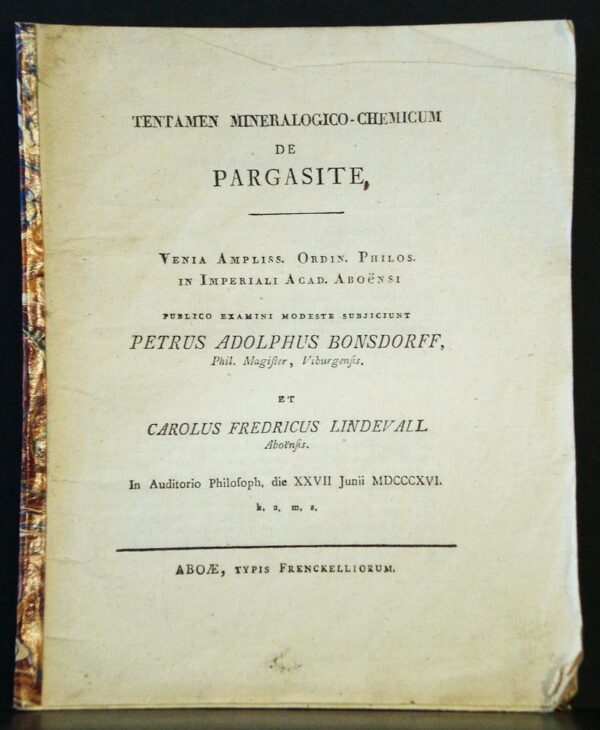 TENTAMEN MINERALOGICO-CHEMICUM
DE
PARGASITE,
VENIA AMPLISS. ORDIN. PHILOS.
IN IMPERIALI ACAD. ABOËNSI
PUBLICO EXAMINI MODESTE SUBJICIUNT
PETRUS ADOLPHUS BONSDORFF,
Phil. Magiſter, Viburgenſis.
ET
CAROLUS FREDRICUS LINDEVALL
Aboënſis.
In Auditorio Philoſoph. die XXVII Junii MDCCCXVI.
h. a. m. s.
ABOÆ, TYPIS FRENCKELLIORUM.